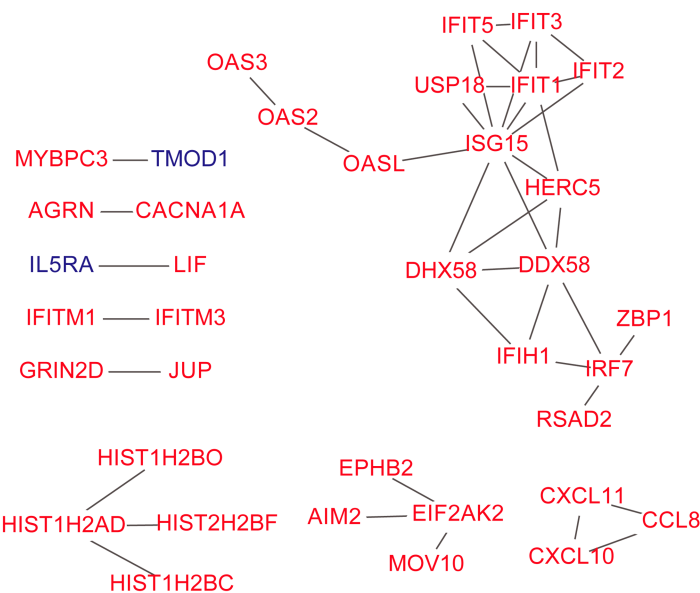 IFIT5 IFIT3
OAS3 IFIT2
USP18 IFIT1
OAS2
ISG15
MYBPC3 TMOD1 OASL
HERC5
AGRN CACNA1A
IL5RA LIF DHX58 DDX58
IFITM1 IFITM3 ZBP1
IFIH1
GRIN2D JUP IRF7
RSAD2
HIST1H2BO EPHB2
CXCL11
HIST1H2AD HIST2H2BF AIM2 EIF2AK2 CCL8
MOV10 CXCL10
HIST1H2BC